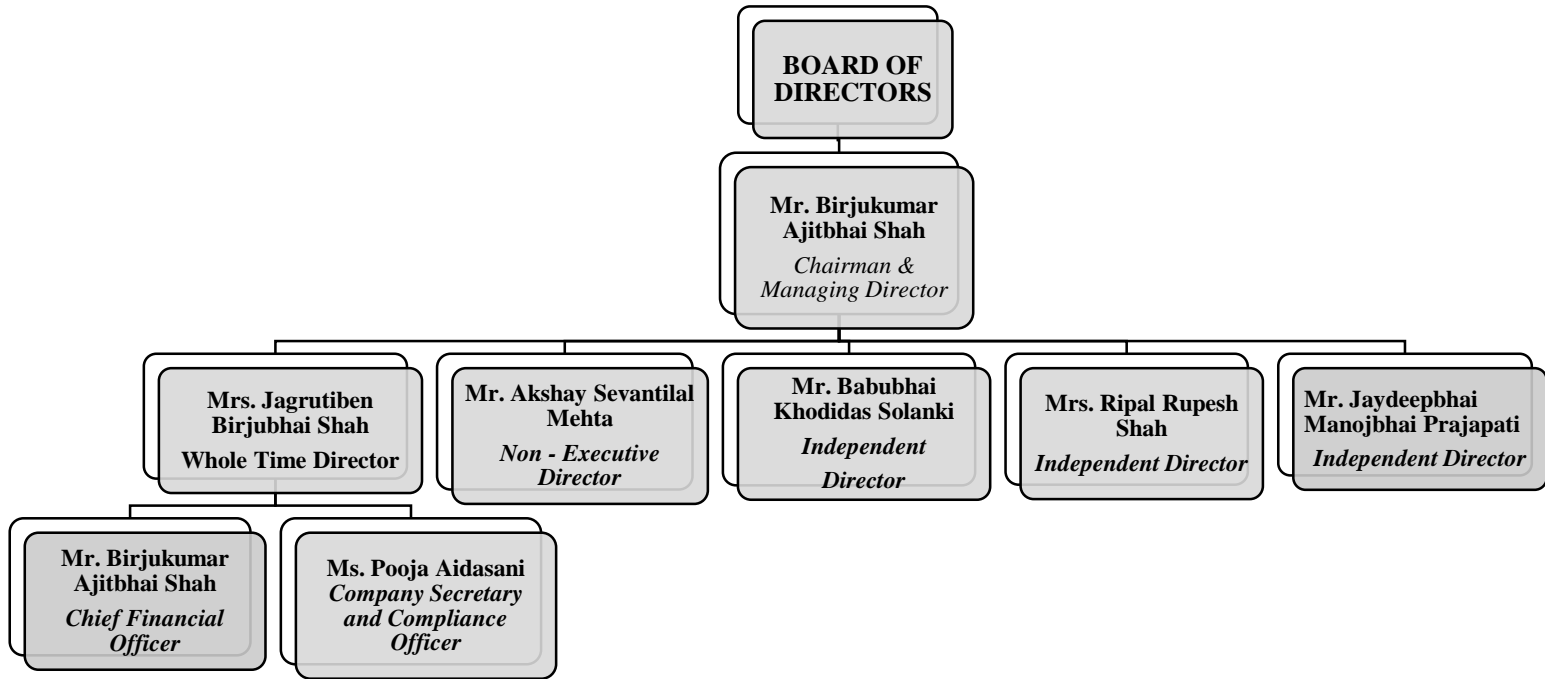 BOARD OF
DIRECTORS
Mr. Birjukumar
Ajitbhai Shah
Chairman &
Managing Director
Mrs. Jagrutiben
Birjubhai Shah
Whole Time Director
Mr. Akshay Sevantilal
Mehta
Non - Executive
Director
Mr. Babubhai
Khodidas Solanki
Independent
Director
Mrs. Ripal Rupesh
Shah
Independent Director
Mr. Jaydeepbhai
Manojbhai Prajapati
Independent Director
Mr. Birjukumar
Ajitbhai Shah
Chief Financial
Officer
Ms. Pooja Aidasani
Company Secretary
and Compliance
Officer